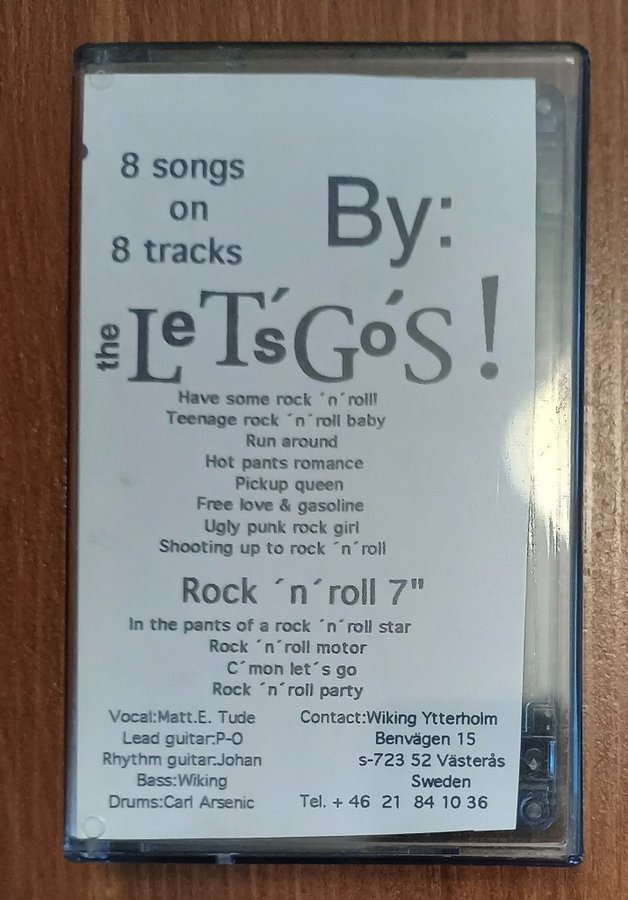 8 songs
on
8 tracks
By:
the LeT´sGo´S!
Have some rock ´n´roll!
Teenage rock ´n´roll baby
Run around
Hot pants romance
Pickup queen
Free love & gasoline
Ugly punk rock girl
Shooting up to rock ´n´roll
Rock ´n´roll 7"
In the pants of a rock ´n´roll star
Rock ´n´roll motor
C´mon let´s go
Rock ´n´roll party
Vocal:Matt.E. Tude
Lead guitar:P-O
Rhythm guitar:Johan
Bass:Wiking
Drums:Carl Arsenic
Contact:Wiking Ytterholm
Benvägen 15
s-723 52 Västerås
Sweden
Tel. + 46 21 84 10 36